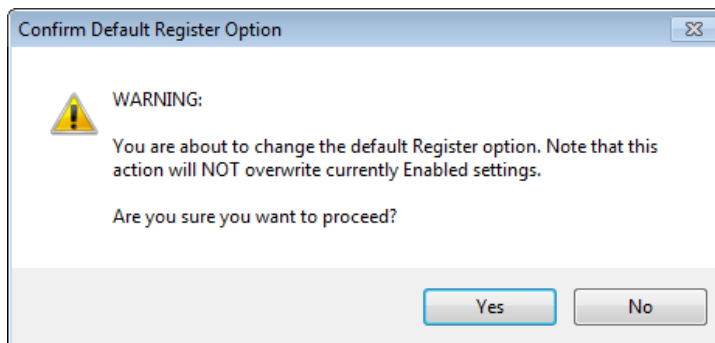 Confirm Default Register Option
WARNING:
You are about to change the default Register option. Note that this
action will NOT overwrite currently Enabled settings.
Are you sure you want to proceed?
Yes No